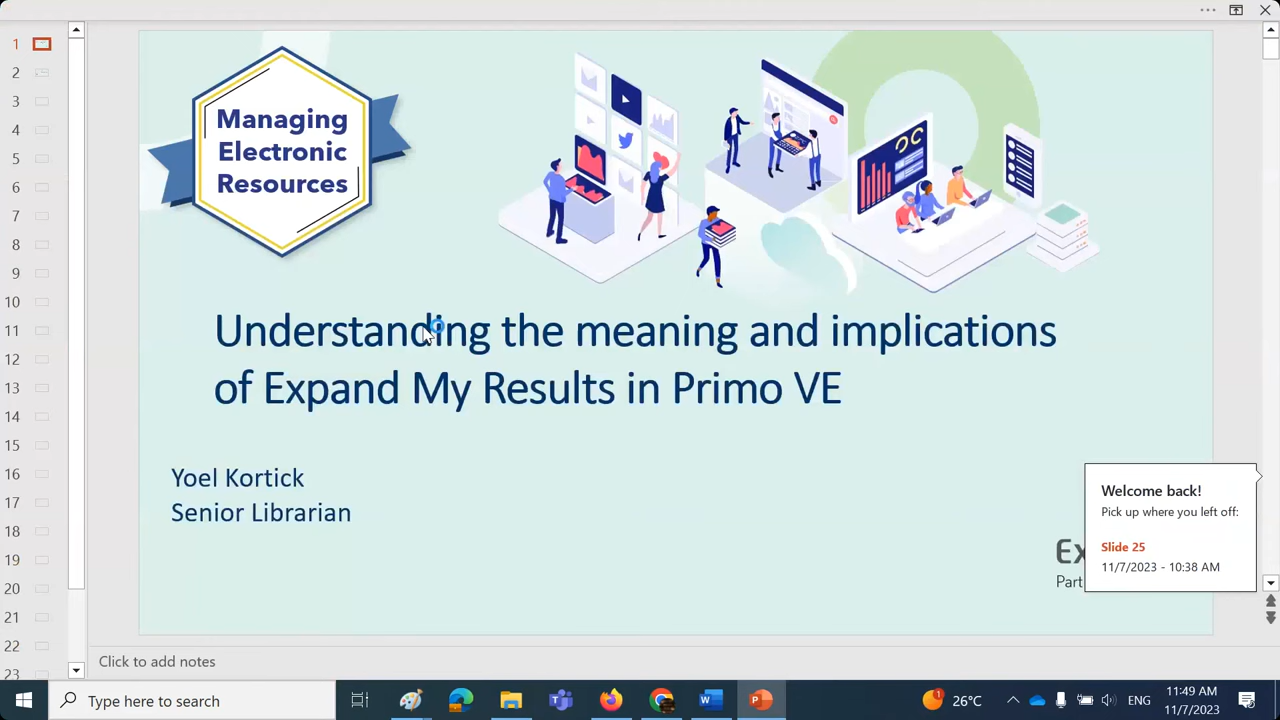 1
2
3
4
5
6
7
8
9
10
11
12
13
14
15
16
17
18
19
20
21
22
23
Managing
Electronic
Resources
Understanding the meaning and implications
of Expand My Results in Primo VE
Yoel Kortick
Senior Librarian
Welcome back!
Pick up where you left off:
Slide 25
11/7/2023 - 10:38 AM
Ex
Part
Click to add notes
Type here to search
1
26°C
ENG
11:49 AM
11/7/2023